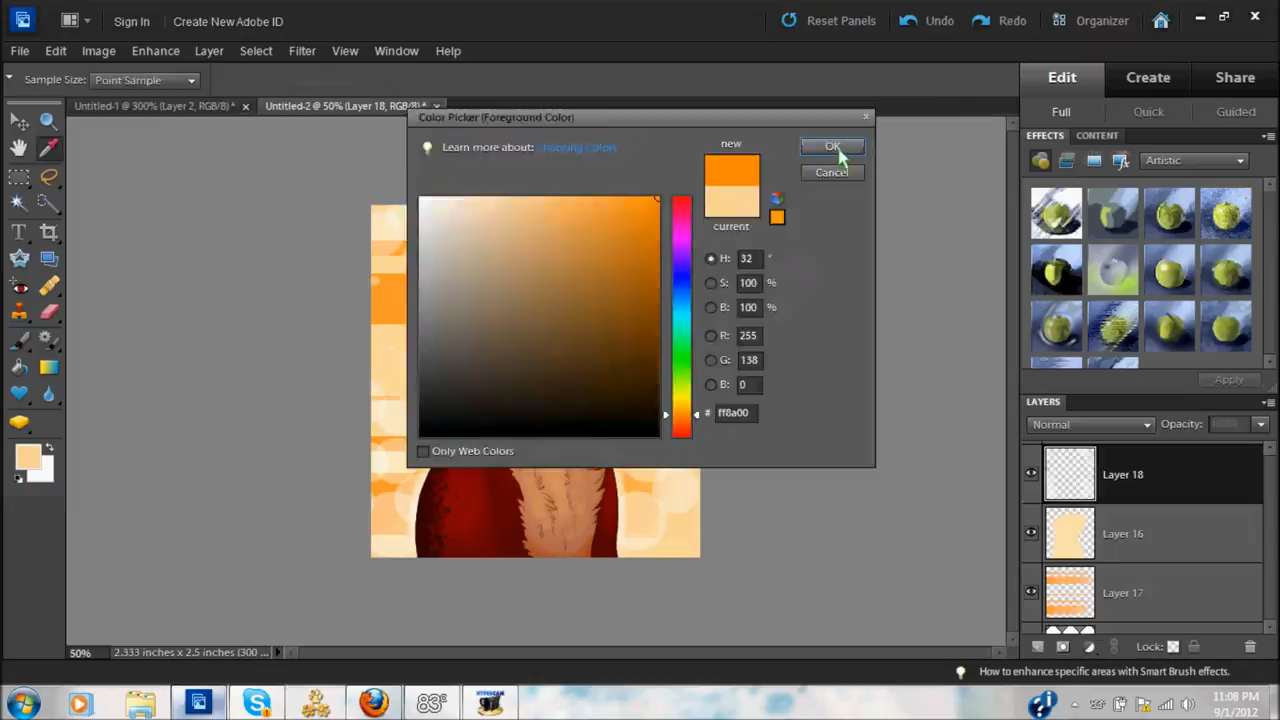 Sign In Create New Adobe ID Reset Panels Undo Redo Organizer
File Edit Image Enhance Layer Select Filter View Window Help
Sample Size: Point Sample
Edit Create Share
Untitled-1 @ 300% (Layer 2, RGB/8) * × Untitled-2 @ 50% (Layer 18, RGB/8) * ×
Full Quick Guided
Color Picker (Foreground Color)
EFFECTS CONTENT
Learn more about: Choosing Colors
new
OK
Artistic
Cancel
current
H: 32 °
S: 100 %
B: 100 %
R: 255
G: 138
B: 0
# ff8a00
Only Web Colors
Apply
LAYERS
Normal Opacity:
Layer 18
Layer 16
Layer 17
Lock:
50% 2.333 inches x 2.5 inches (300 ...
How to enhance specific areas with Smart Brush effects.
83° HYPERCAM 83°
11:08 PM
9/1/2012